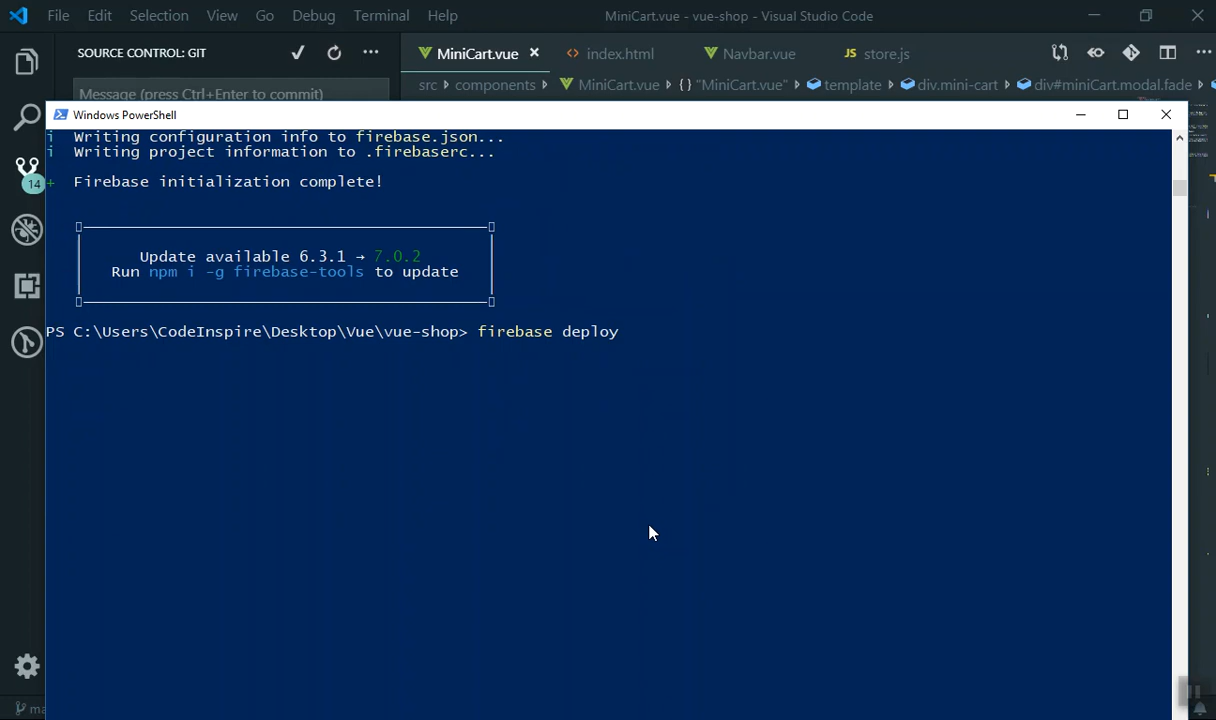 File Edit Selection View Go Debug Terminal Help MiniCart.vue - vue-shop - Visual Studio Code
SOURCE CONTROL: GIT
MiniCart.vue index.html Navbar.vue JS store.js
Message (press Ctrl+Enter to commit)
src components MiniCart.vue {} "MiniCart.vue" template div.mini-cart div#miniCart.modal.fade
Windows PowerShell
i Writing configuration info to firebase.json...
i Writing project information to .firebaserc...
+ Firebase initialization complete!
14
Update available 6.3.1 → 7.0.2
Run npm i -g firebase-tools to update
PS C:\Users\CodeInspire\Desktop\Vue\vue-shop> firebase deploy